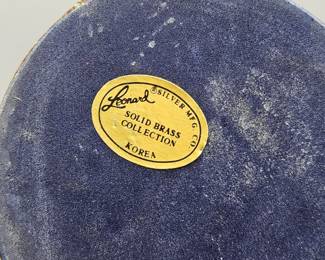 Leonard ® SILVER MFG. CO.
SOLID BRASS
COLLECTION
KOREA